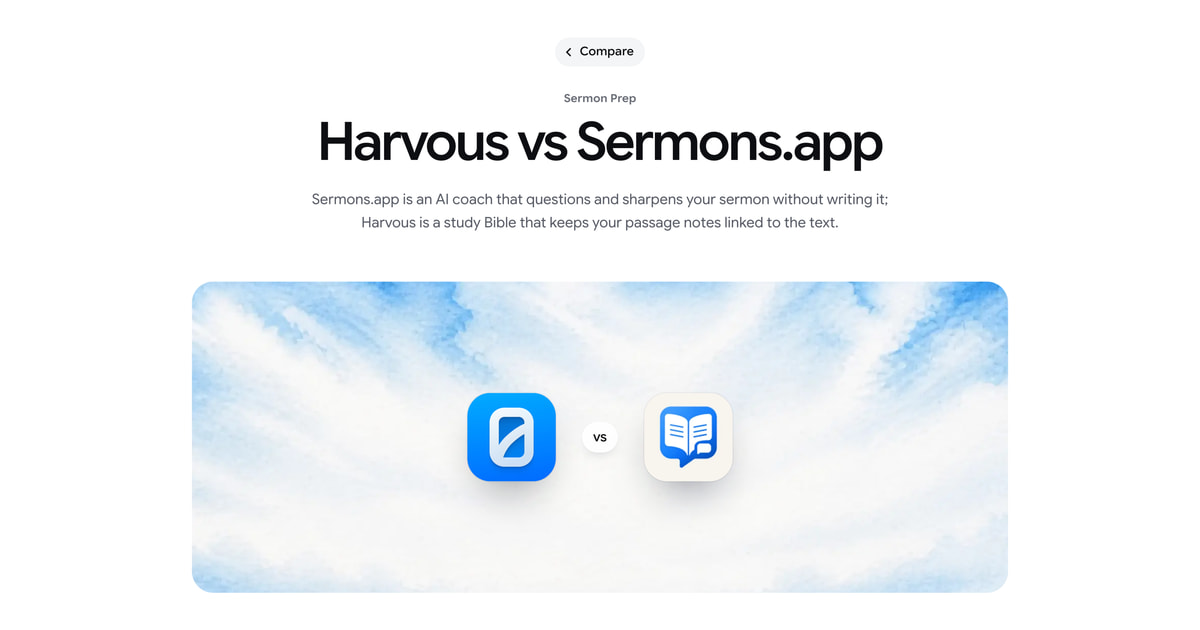 Compare
Sermon Prep
Harvous vs Sermons.app
Sermons.app is an AI coach that questions and sharpens your sermon without writing it;
Harvous is a study Bible that keeps your passage notes linked to the text.
vs